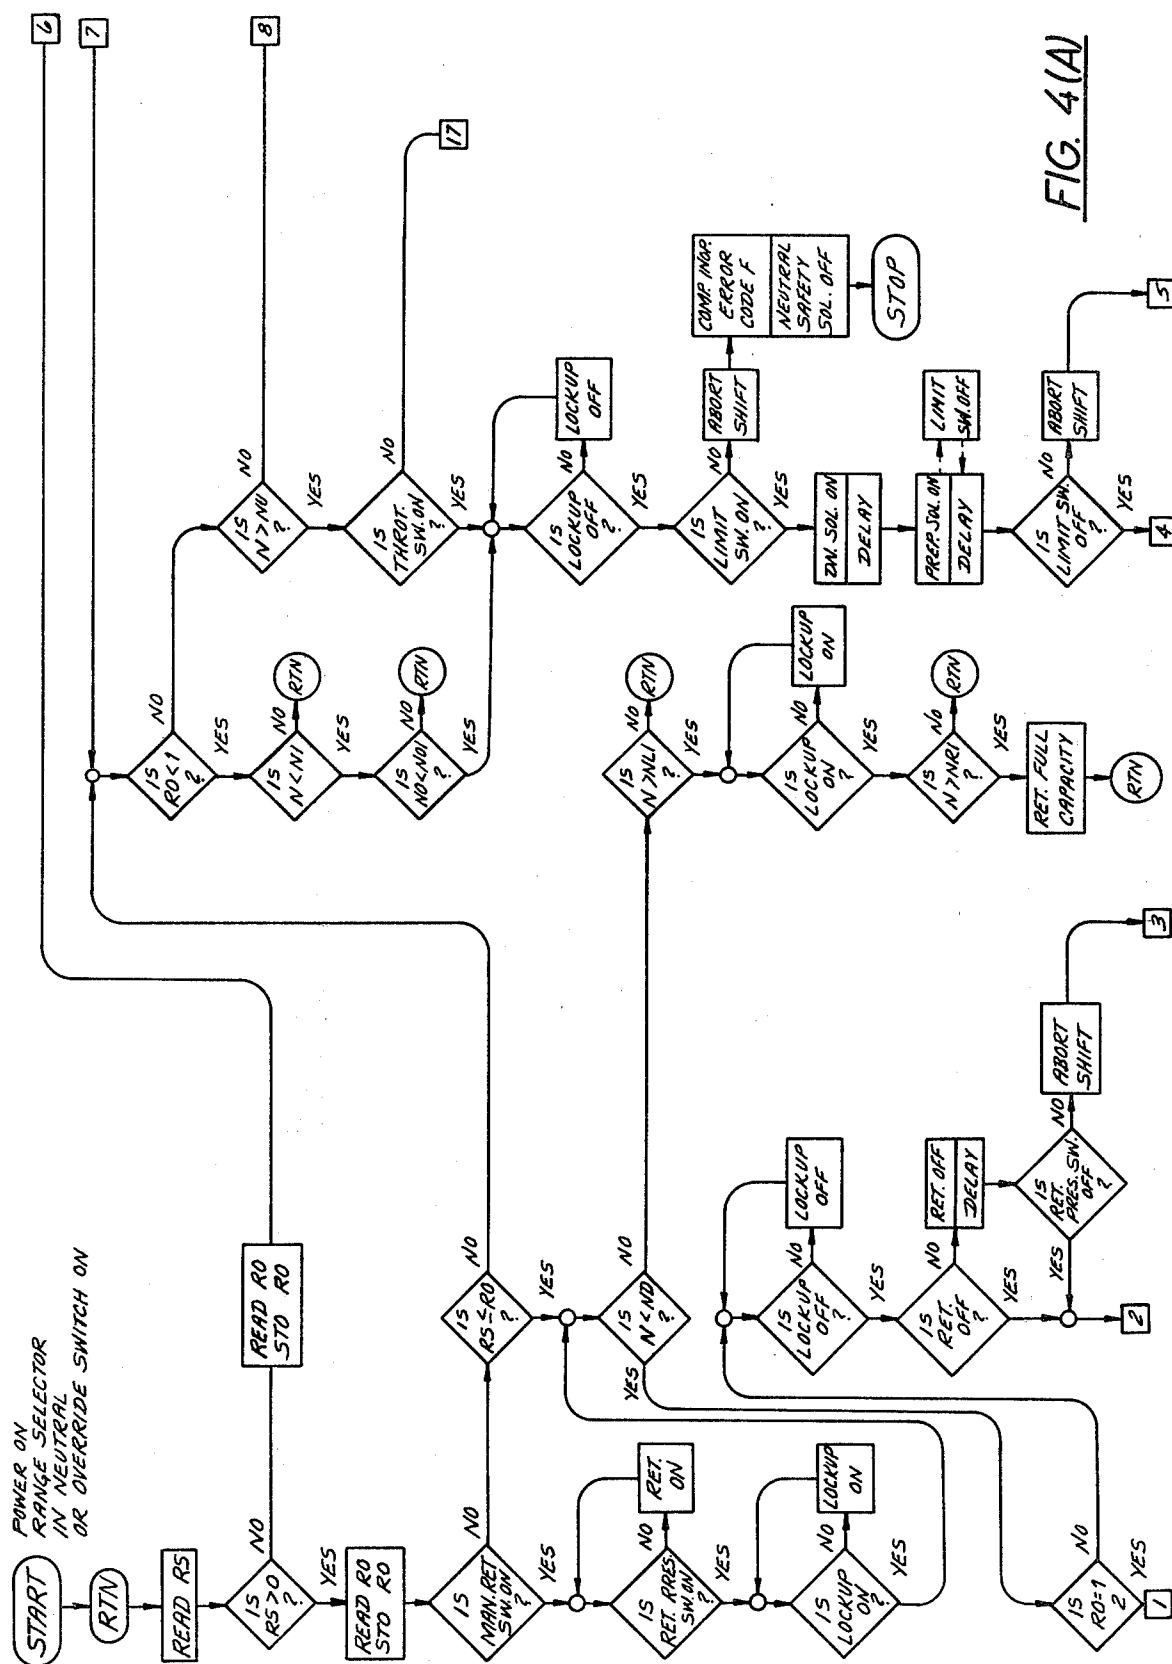 START
POWER ON
RANGE SELECTOR
IN NEUTRAL
OR OVERRIDE SWITCH ON
RTN
READ RS
IS
RS>0
?
NO
YES
READ RO
STO RO
6
READ RO
STO RO
IS
MAN.RET
SW.ON
?
NO
YES
IS
RET. PRES.
SW.ON
?
NO
YES
RET.
ON
IS
LOCKUP
ON
?
NO
YES
LOCKUP
ON
IS
RO=1
?
NO
YES
1
IS
RS≤RO
?
NO
YES
IS
N<ND
?
NO
YES
IS
LOCKUP
OFF
?
NO
YES
LOCKUP
OFF
IS
RET.
OFF
?
NO
YES
RET. OFF
DELAY
IS
RET.
PRES. SW.
OFF
?
NO
YES
ABORT
SHIFT
2
3
7
IS
RO<1
?
NO
YES
IS
N<N1
?
NO
YES
RTN
IS
NO<NO1
?
NO
YES
RTN
IS
N>NL1
?
NO
YES
RTN
IS
LOCKUP
ON
?
NO
YES
LOCKUP
ON
IS
N>NR1
?
NO
YES
RTN
RET. FULL
CAPACITY
RTN
8
IS
N>NU
?
NO
YES
IS
THROT.
SW.ON
?
NO
YES
17
IS
LOCKUP
OFF
?
NO
YES
LOCKUP
OFF
IS
LIMIT
SW.ON
?
NO
YES
ABORT
SHIFT
COMP. INOP.
ERROR
CODE F
NEUTRAL
SAFETY
SOL. OFF
STOP
DN. SOL. ON
DELAY
PREP. SOL. ON
DELAY
LIMIT
SW.OFF
IS
LIMIT SW.
OFF
?
NO
YES
ABORT
SHIFT
4
5
FIG. 4(A)